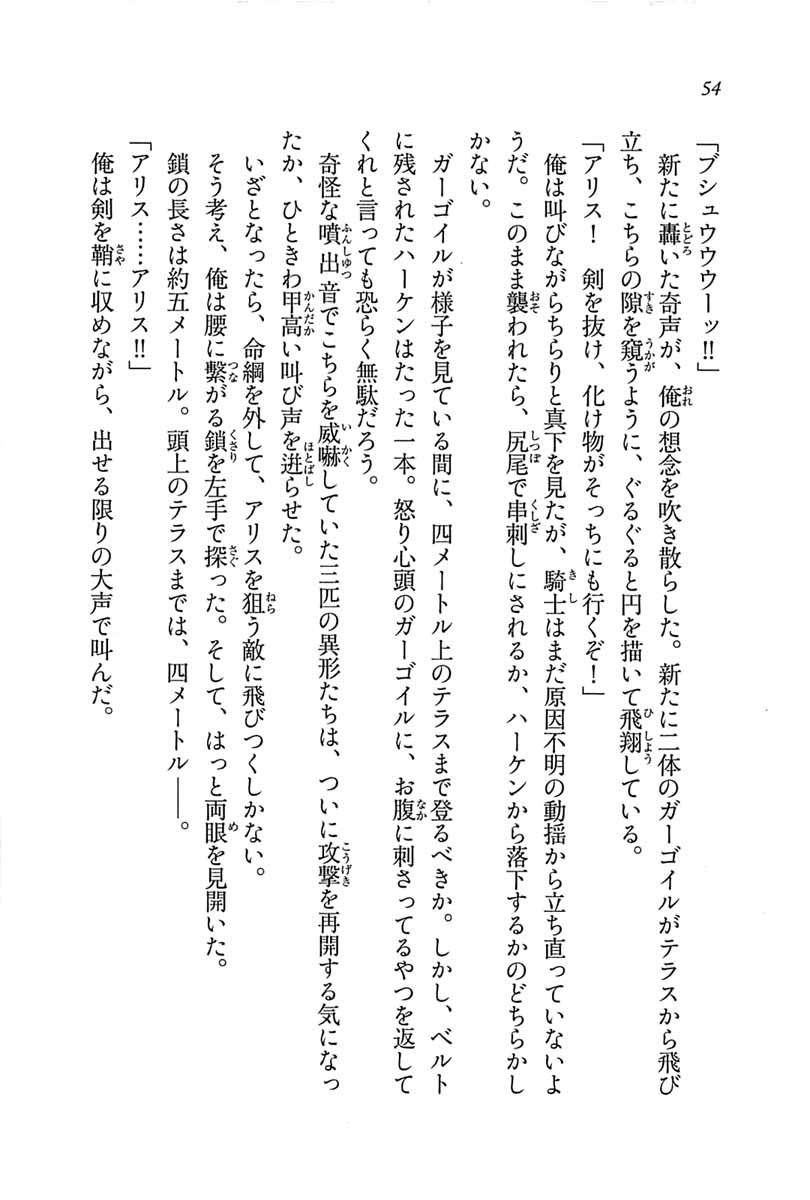 54
「ブシュウウウーッ!!」
　新たに轟いた奇声が、俺の想念を吹き散らした。新たに二体のガーゴイルがテラスから飛び
立ち、こちらの隙を窺うように、ぐるぐると円を描いて飛翔している。
「アリス！　剣を抜け、化け物がそっちにも行くぞ！」
　俺は叫びながらちらりと真下を見たが、騎士はまだ原因不明の動揺から立ち直っていないよ
うだ。このまま襲われたら、尻尾で串刺しにされるか、ハーケンから落下するかのどちらかし
かない。
　ガーゴイルが様子を見ている間に、四メートル上のテラスまで登るべきか。しかし、ベルト
に残されたハーケンはたった一本。怒り心頭のガーゴイルに、お腹に刺さってるやつを返して
くれと言っても恐らく無駄だろう。
　奇怪な噴出音でこちらを威嚇していた三匹の異形たちは、ついに攻撃を再開する気になっ
たか、ひときわ甲高い叫び声を迸らせた。
　いざとなったら、命綱を外して、アリスを狙う敵に飛びつくしかない。
　そう考え、俺は腰に繋がる鎖を左手で探った。そして、はっと両眼を見開いた。
　鎖の長さは約五メートル。頭上のテラスまでは、四メートル――。
「アリス……アリス!!」
　俺は剣を鞘に収めながら、出せる限りの大声で叫んだ。